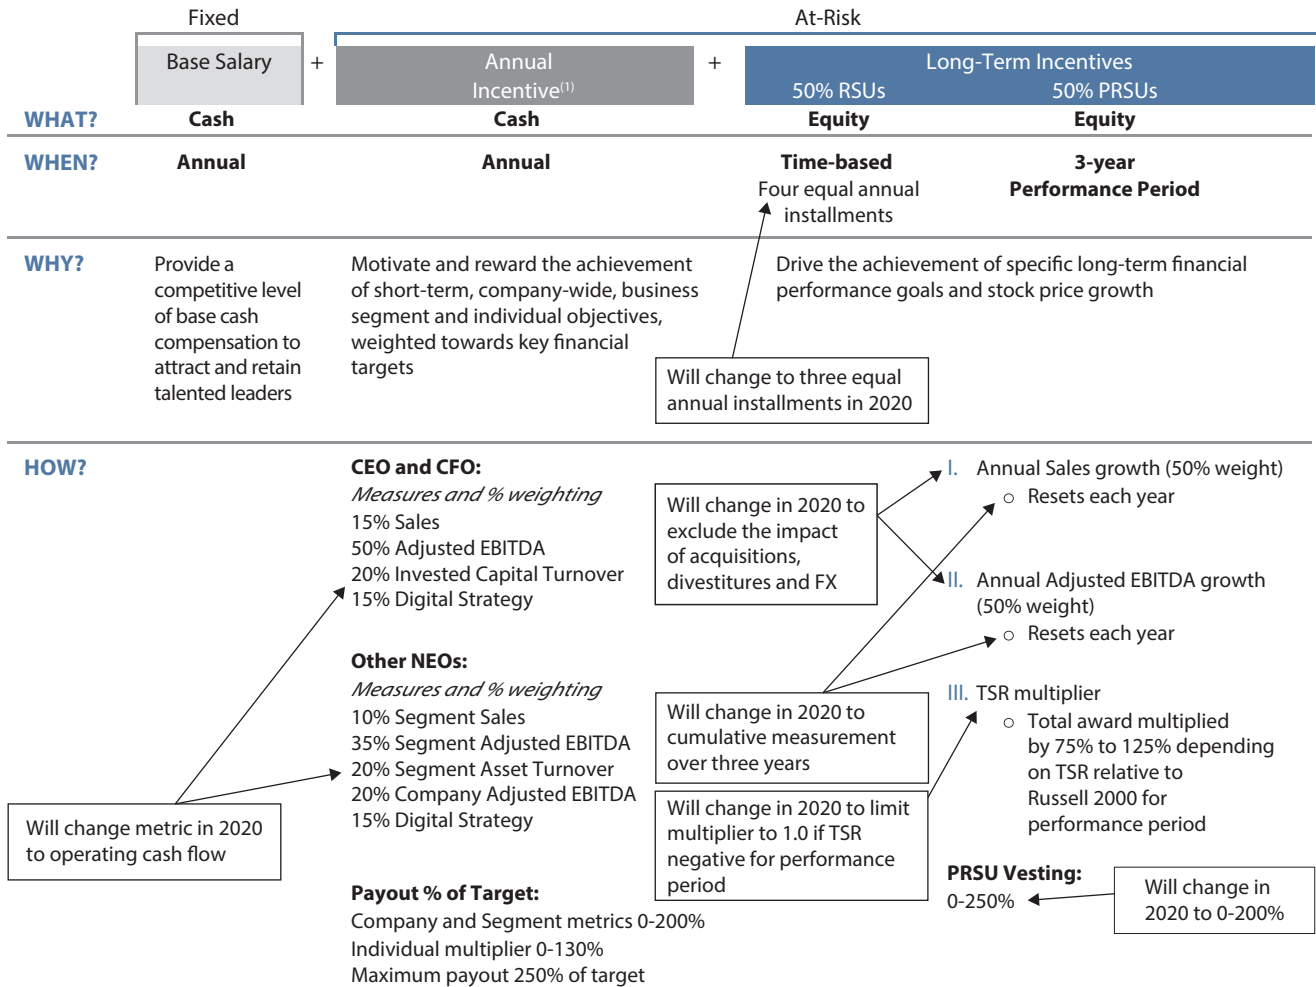 Fixed
At-Risk
Base Salary
+
Annual
Incentive(1)
+
Long-Term Incentives
50% RSUs
50% PRSUs
WHAT?
Cash
Cash
Equity
Equity
WHEN?
Annual
Annual
Time-based
Four equal annual
installments
3-year
Performance Period
WHY?
Provide a
competitive level
of base cash
compensation to
attract and retain
talented leaders
Motivate and reward the achievement
of short-term, company-wide, business
segment and individual objectives,
weighted towards key financial
targets
Drive the achievement of specific long-term financial
performance goals and stock price growth
Will change to three equal
annual installments in 2020
HOW?
CEO and CFO:
Measures and % weighting
15% Sales
50% Adjusted EBITDA
20% Invested Capital Turnover
15% Digital Strategy
Other NEOs:
Measures and % weighting
10% Segment Sales
35% Segment Adjusted EBITDA
20% Segment Asset Turnover
20% Company Adjusted EBITDA
15% Digital Strategy
Will change metric in 2020
to operating cash flow
Payout % of Target:
Company and Segment metrics 0-200%
Individual multiplier 0-130%
Maximum payout 250% of target
Will change in 2020 to
exclude the impact
of acquisitions,
divestitures and FX
Will change in 2020 to
cumulative measurement
over three years
Will change in 2020 to limit
multiplier to 1.0 if TSR
negative for performance
period
I. Annual Sales growth (50% weight)
○ Resets each year
II. Annual Adjusted EBITDA growth
(50% weight)
○ Resets each year
III. TSR multiplier
○ Total award multiplied
by 75% to 125% depending
on TSR relative to
Russell 2000 for
performance period
PRSU Vesting:
0-250%
Will change in
2020 to 0-200%